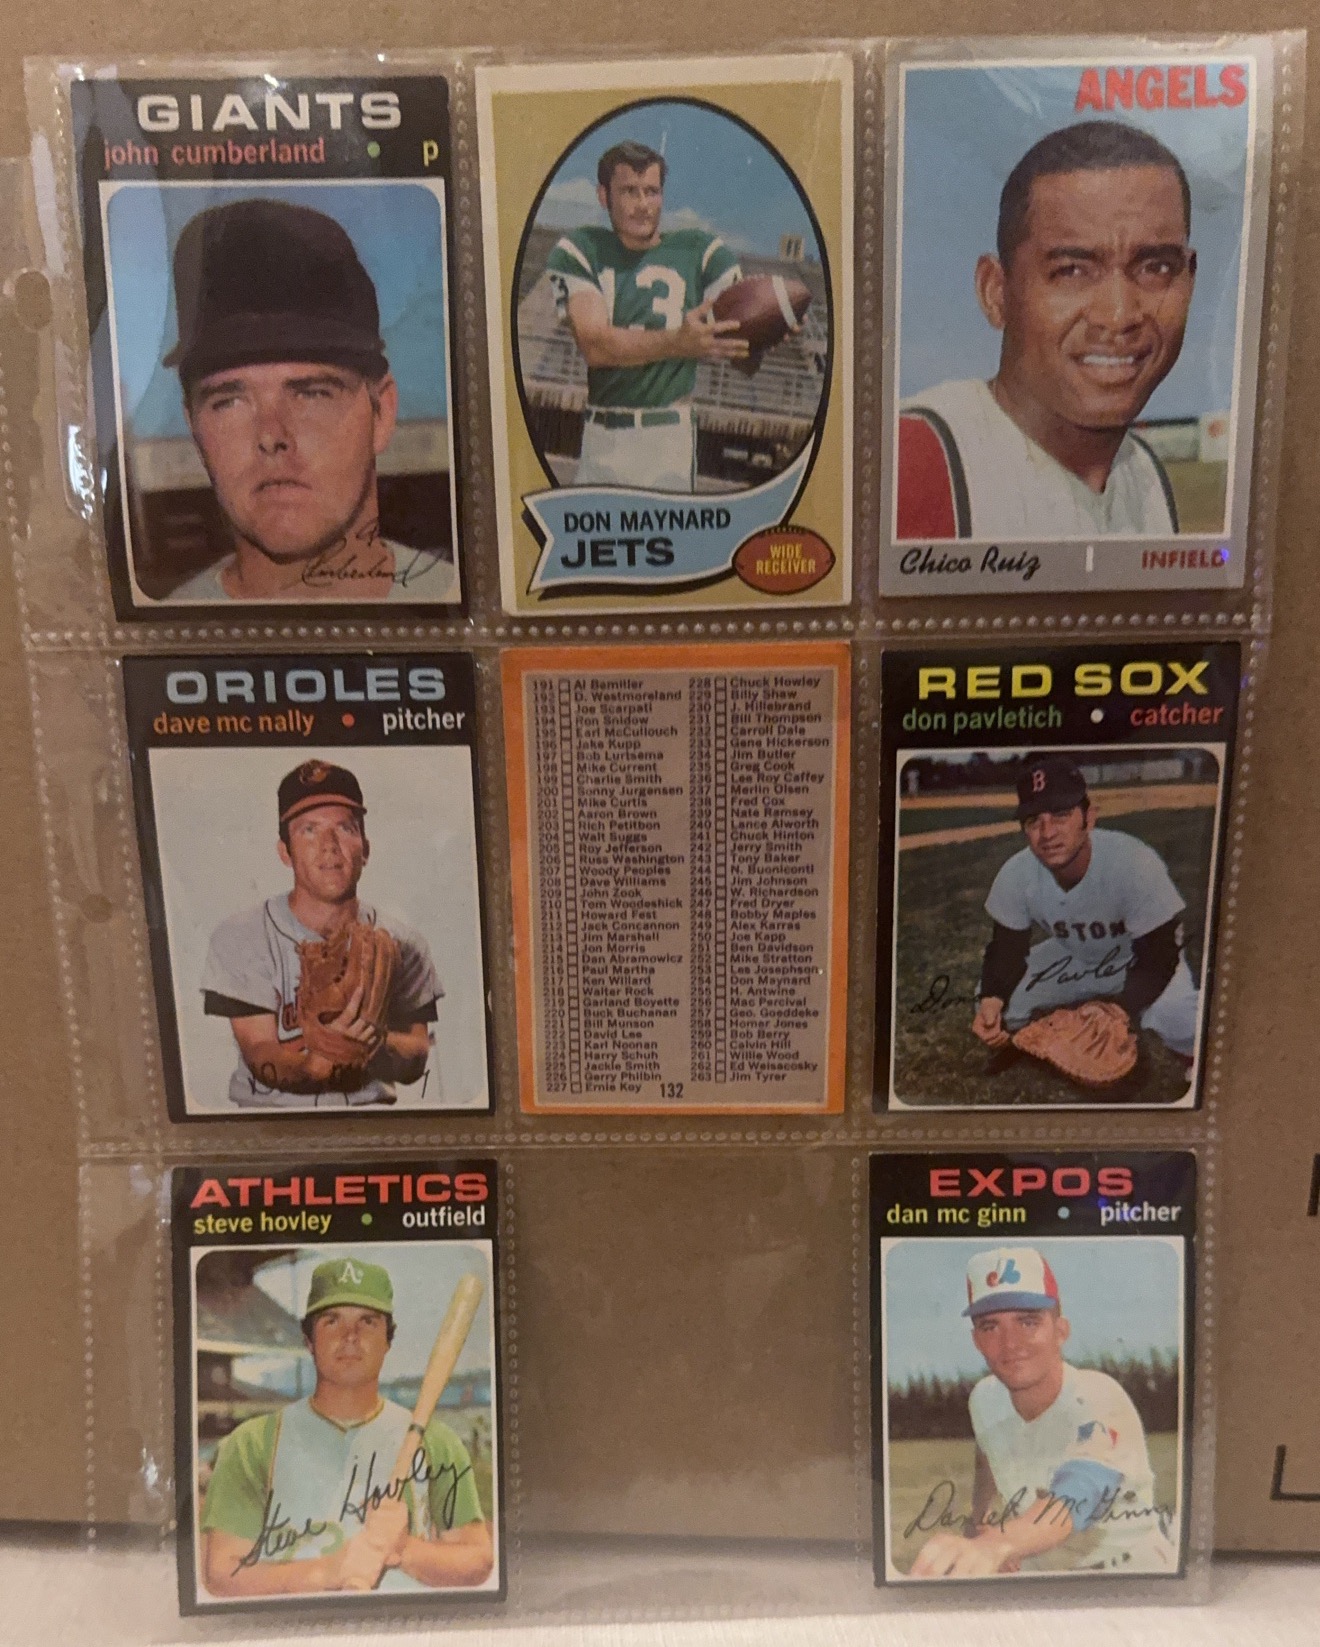 GIANTS
john cumberland • p
13
DON MAYNARD
JETS
WIDE
RECEIVER
ANGELS
Chico Ruiz | INFIELD
ORIOLES
dave mc nally • pitcher
191 Al Bemiller
192 D. Westmoreland
193 Joe Scarpati
194 Ron Snidow
195 Earl McCullouch
196 Jake Kupp
197 Bob Lurtsema
198 Mike Current
199 Charlie Smith
200 Sonny Jurgensen
201 Mike Curtis
202 Aaron Brown
203 Rich Petitbon
204 Walt Suggs
205 Roy Jefferson
206 Russ Washington
207 Woody Peoples
208 Dave Williams
209 John Zook
210 Tom Woodeshick
211 Howard Fest
212 Jack Concannon
213 Jim Marshall
214 Jon Morris
215 Dan Abramowicz
216 Paul Martha
217 Ken Willard
218 Walter Rock
219 Garland Boyette
220 Buck Buchanan
221 Bill Munson
222 David Lee
223 Karl Noonan
224 Harry Schuh
225 Jackie Smith
226 Gerry Philbin
227 Ernie Koy
228 Chuck Howley
229 Billy Shaw
230 J. Hillebrand
231 Bill Thompson
232 Carroll Dale
233 Gene Hickerson
234 Jim Butler
235 Greg Cook
236 Lee Roy Caffey
237 Merlin Olsen
238 Fred Cox
239 Nate Ramsey
240 Lance Alworth
241 Chuck Hinton
242 Jerry Smith
243 Tony Baker
244 N. Buoniconti
245 Jim Johnson
246 W. Richardson
247 Fred Dryer
248 Bobby Maples
249 Alex Karras
250 Joe Kapp
251 Ben Davidson
252 Mike Stratton
253 Les Josephson
254 Don Maynard
255 H. Antwine
256 Mac Percival
257 Geo. Goeddeke
258 Homer Jones
259 Bob Berry
260 Calvin Hill
261 Willie Wood
262 Ed Weisacosky
263 Jim Tyrer
132
RED SOX
don pavletich • catcher
B
STON
ATHLETICS
steve hovley • outfield
A's
Steve Hovley
EXPOS
dan mc ginn • pitcher
Daniel McGinn